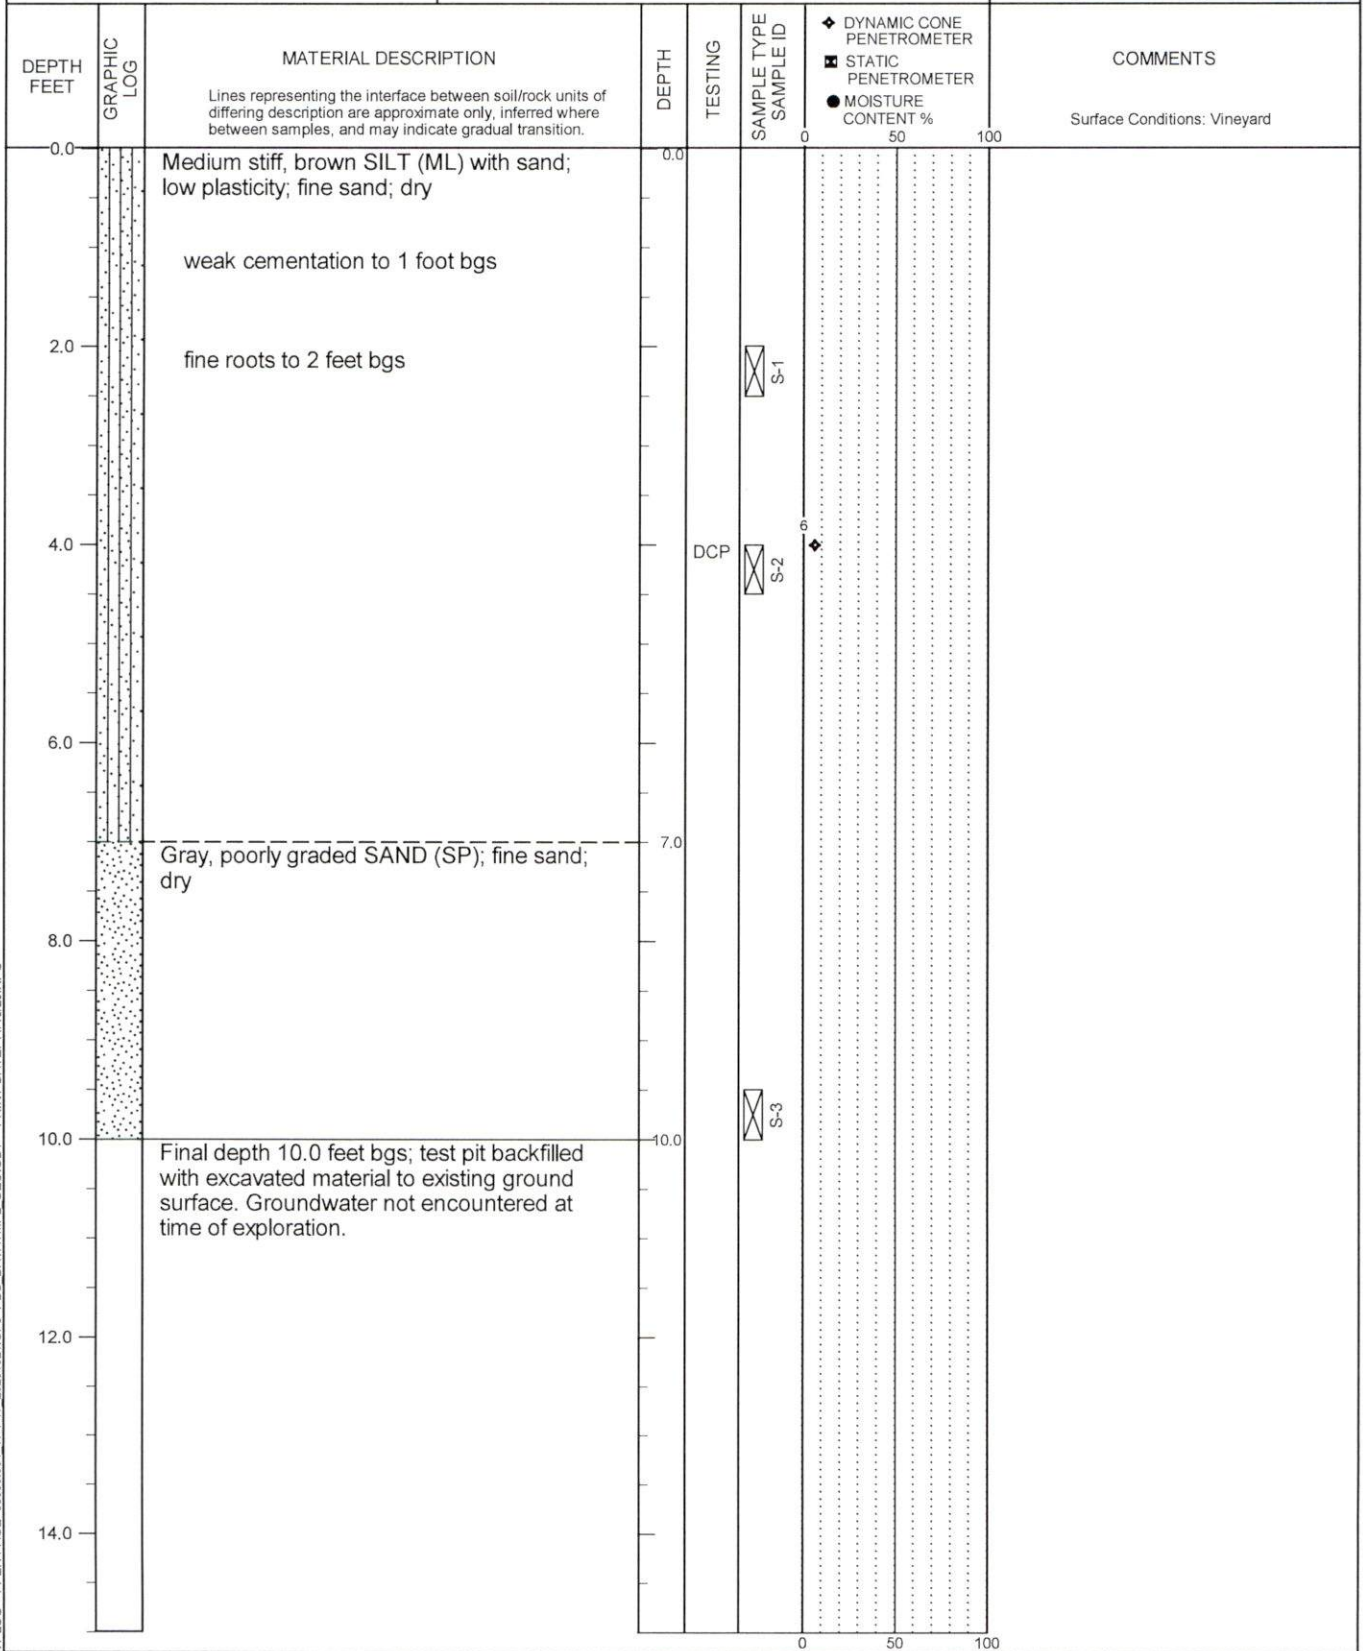 DEPTH
FEET
GRAPHIC
LOG
MATERIAL DESCRIPTION
Lines representing the interface between soil/rock units of
differing description are approximate only, inferred where
between samples, and may indicate gradual transition.
DEPTH
TESTING
SAMPLE TYPE
SAMPLE ID
DYNAMIC CONE
PENETROMETER
STATIC
PENETROMETER
MOISTURE
CONTENT %
0 50 100
COMMENTS
Surface Conditions: Vineyard
0.0
Medium stiff, brown SILT (ML) with sand;
low plasticity; fine sand; dry
0.0
weak cementation to 1 foot bgs
2.0
fine roots to 2 feet bgs
S-1
6
4.0
DCP
S-2
6.0
7.0
Gray, poorly graded SAND (SP); fine sand;
dry
8.0
S-3
10.0
10.0
Final depth 10.0 feet bgs; test pit backfilled
with excavated material to existing ground
surface. Groundwater not encountered at
time of exploration.
12.0
14.0
0 50 100